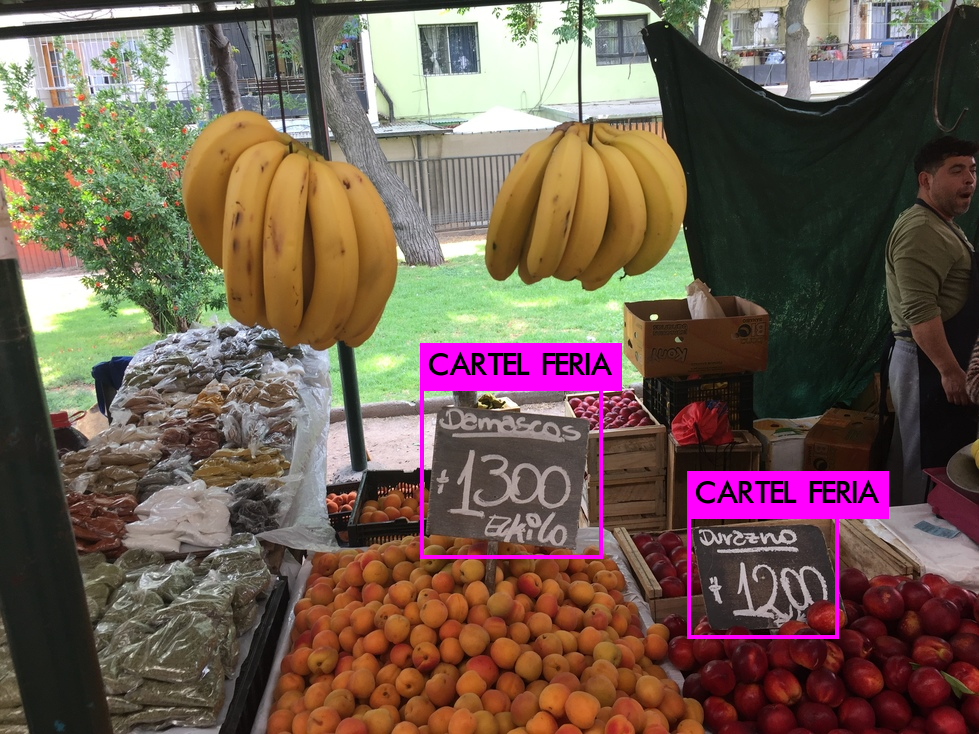 CARTEL FERIA
Damascos
$1300
El kilo
CARTEL FERIA
Durazno
$1200